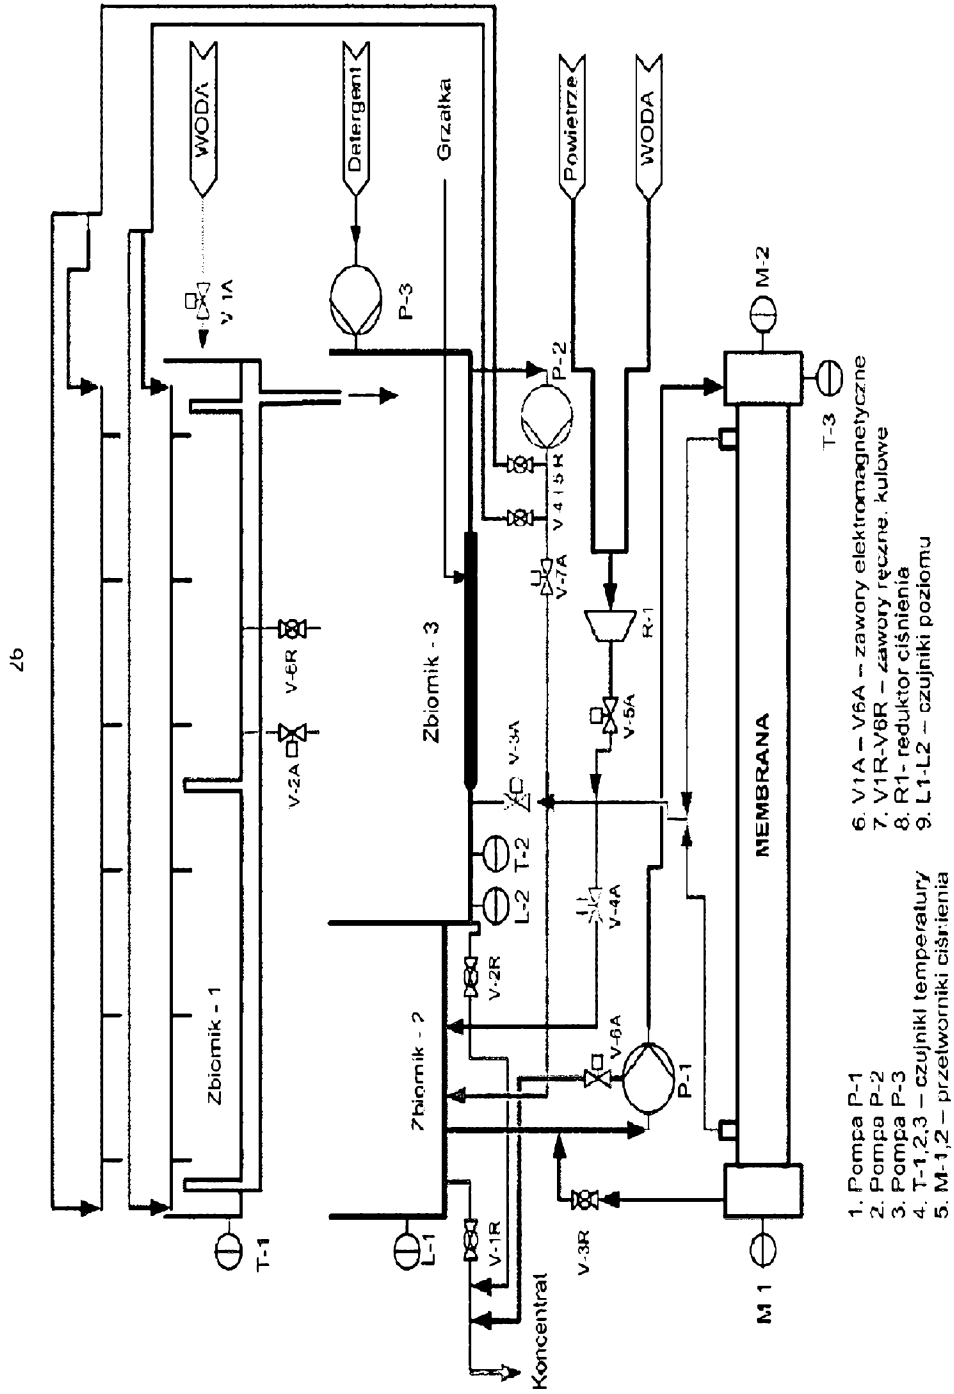 26
WODA
Detergent
Grzałka
Powietrze
WODA
V-1A
P-3
P-2
M-2
T-3
V-4 i 5 R
V-7A
R-1
V-5A
V-6R
V-2A
Zbiornik - 3
V-3A
T-2
L-2
V-4A
MEMBRANA
Zbiornik - 1
V-2R
Zbiornik - 2
V-6A
P-1
T-1
L-1
V-1R
V-3R
M 1
Koncentrat
1. Pompa P-1
2. Pompa P-2
3. Pompa P-3
4. T-1,2,3 – czujniki temperatury
5. M-1,2 – przetworniki ciśnienia
6. V1A – V6A – zawory elektromagnetyczne
7. V1R-V6R – zawory ręczne, kulowe
8. R1- reduktor ciśnienia
9. L1-L2 – czujniki poziomu